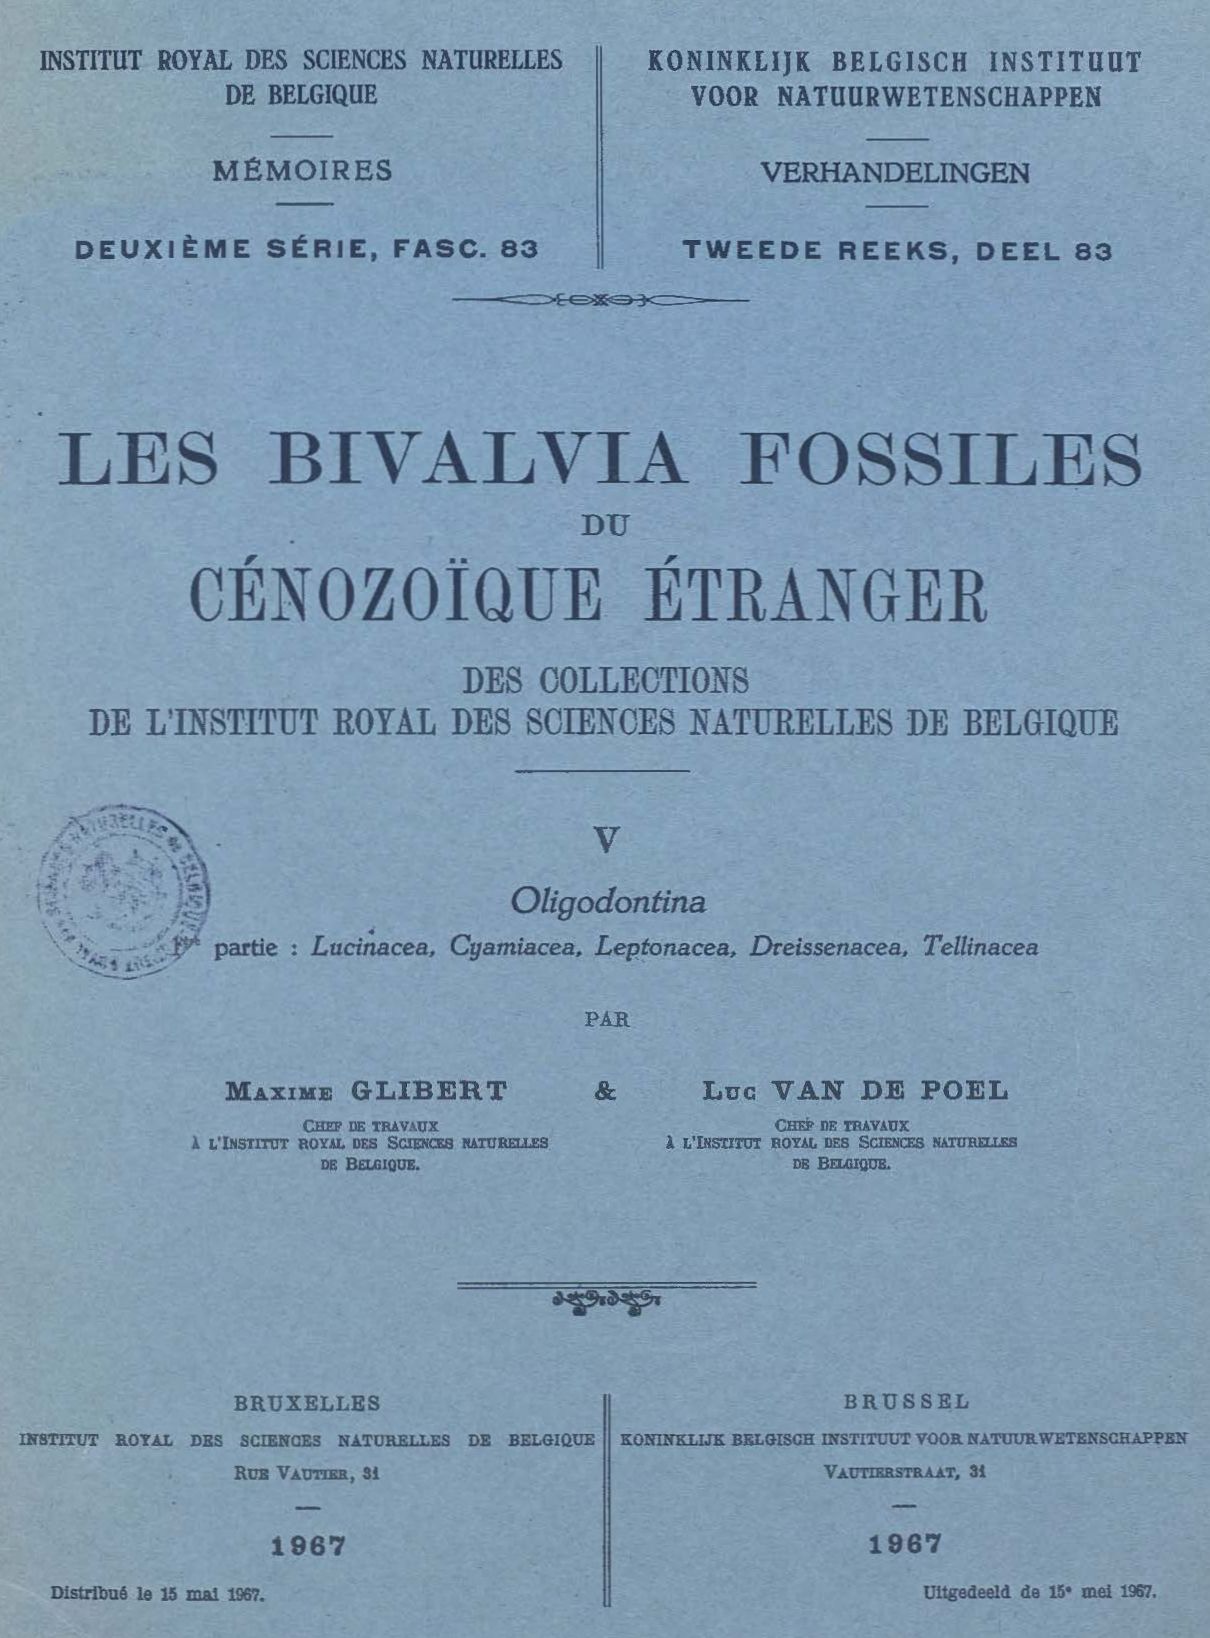 INSTITUT ROYAL DES SCIENCES NATURELLES
DE BELGIQUE
MÉMOIRES
DEUXIÈME SÉRIE, FASC. 83
KONINKLIJK BELGISCH INSTITUUT
VOOR NATUURWETENSCHAPPEN
VERHANDELINGEN
TWEEDE REEKS, DEEL 83
LES BIVALVIA FOSSILES
DU
CÉNOZOÏQUE ÉTRANGER
DES COLLECTIONS
DE L'INSTITUT ROYAL DES SCIENCES NATURELLES DE BELGIQUE
V
Oligodontina
partie : Lucinacea, Cyamiacea, Leptonacea, Dreissenacea, Tellinacea
PAR
MAXIME GLIBERT & LUC VAN DE POEL
CHEF DE TRAVAUX
À L'INSTITUT ROYAL DES SCIENCES NATURELLES
DE BELGIQUE.
CHEF DE TRAVAUX
À L'INSTITUT ROYAL DES SCIENCES NATURELLES
DE BELGIQUE.
BRUXELLES
INSTITUT ROYAL DES SCIENCES NATURELLES DE BELGIQUE
RUE VAUTIER, 31
1967
Distribué le 15 mai 1967.
BRUSSEL
KONINKLIJK BELGISCH INSTITUUT VOOR NATUURWETENSCHAPPEN
VAUTIERSTRAAT, 31
1967
Uitgedeeld de 15e mei 1967.